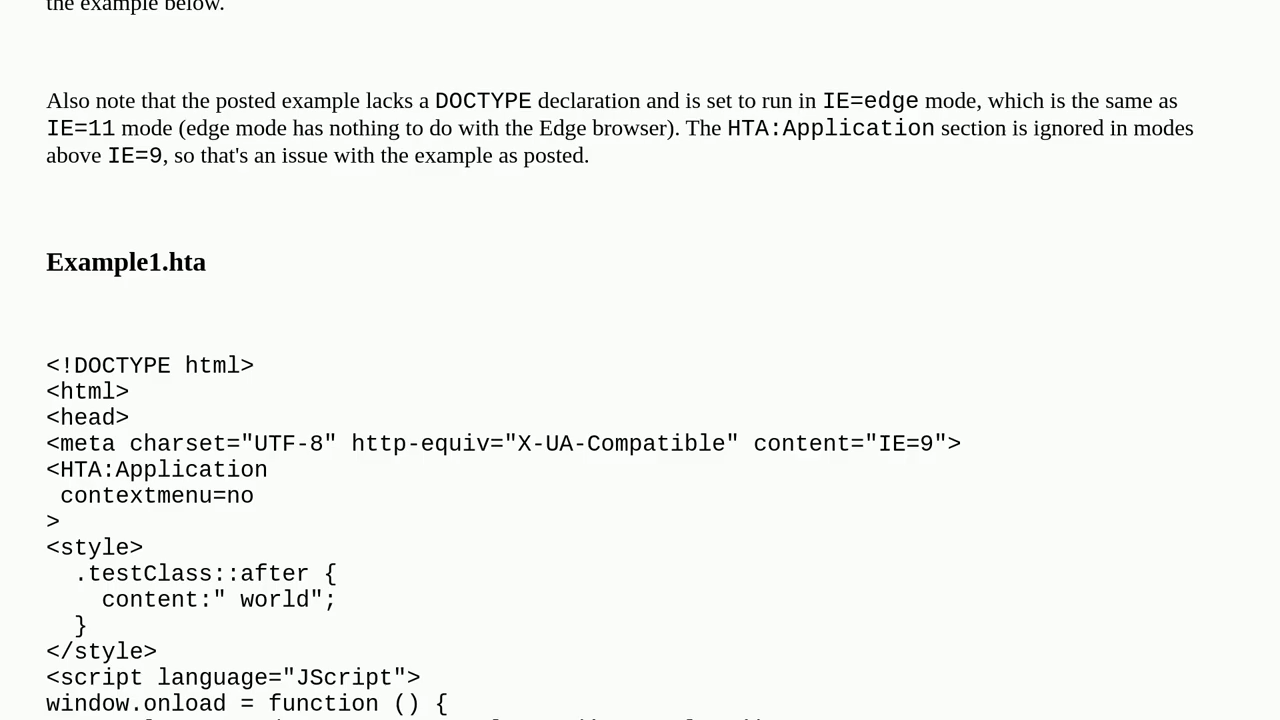 the example below.
Also note that the posted example lacks a DOCTYPE declaration and is set to run in IE=edge mode, which is the same as
IE=11 mode (edge mode has nothing to do with the Edge browser). The HTA:Application section is ignored in modes
above IE=9, so that's an issue with the example as posted.
Example1.hta
<!DOCTYPE html>
<html>
<head>
<meta charset="UTF-8" http-equiv="X-UA-Compatible" content="IE=9">
<HTA:Application
 contextmenu=no
>
<style>
  .testClass::after {
    content:" world";
  }
</style>
<script language="JScript">
window.onload = function () {